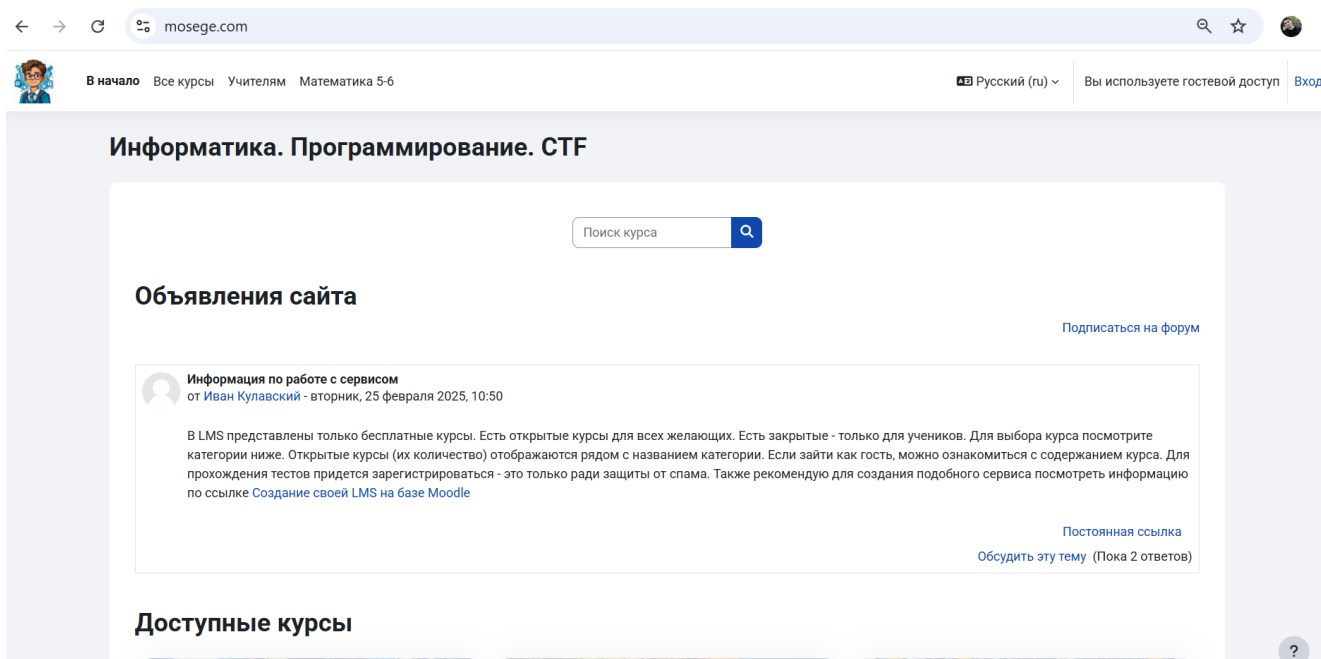 mosege.com
В начало Все курсы Учителям Математика 5-6
Русский (ru)
Вы используете гостевой доступ
Вход
Информатика. Программирование. CTF
Поиск курса
Объявления сайта
Подписаться на форум
Информация по работе с сервисом
от Иван Кулавский - вторник, 25 февраля 2025, 10:50
В LMS представлены только бесплатные курсы. Есть открытые курсы для всех желающих. Есть закрытые - только для учеников. Для выбора курса посмотрите
категории ниже. Открытые курсы (их количество) отображаются рядом с названием категории. Если зайти как гость, можно ознакомиться с содержанием курса. Для
прохождения тестов придется зарегистрироваться - это только ради защиты от спама. Также рекомендую для создания подобного сервиса посмотреть информацию
по ссылке Создание своей LMS на базе Moodle
Постоянная ссылка
Обсудить эту тему (Пока 2 ответов)
Доступные курсы
?